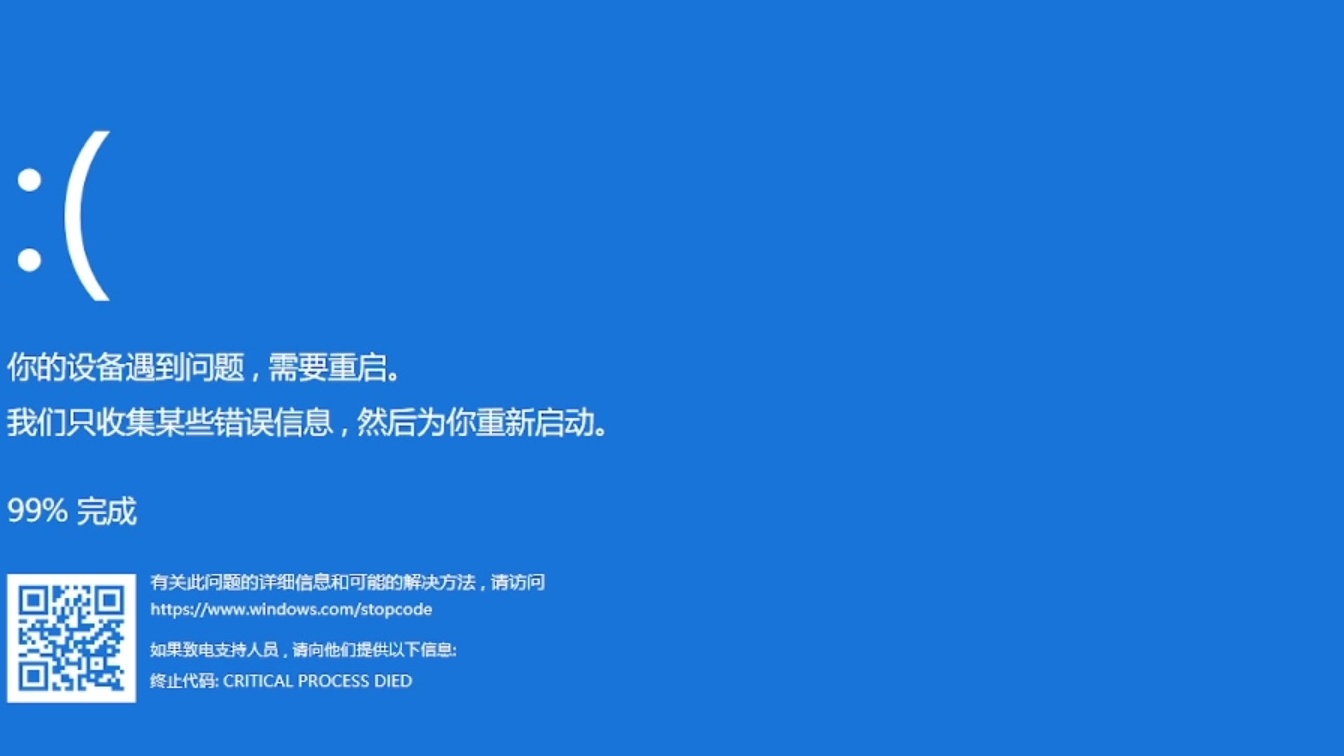 :(
你的设备遇到问题，需要重启。
我们只收集某些错误信息，然后为你重新启动。
99% 完成
有关此问题的详细信息和可能的解决方法，请访问
https://www.windows.com/stopcode
如果致电支持人员，请向他们提供以下信息:
终止代码: CRITICAL PROCESS DIED